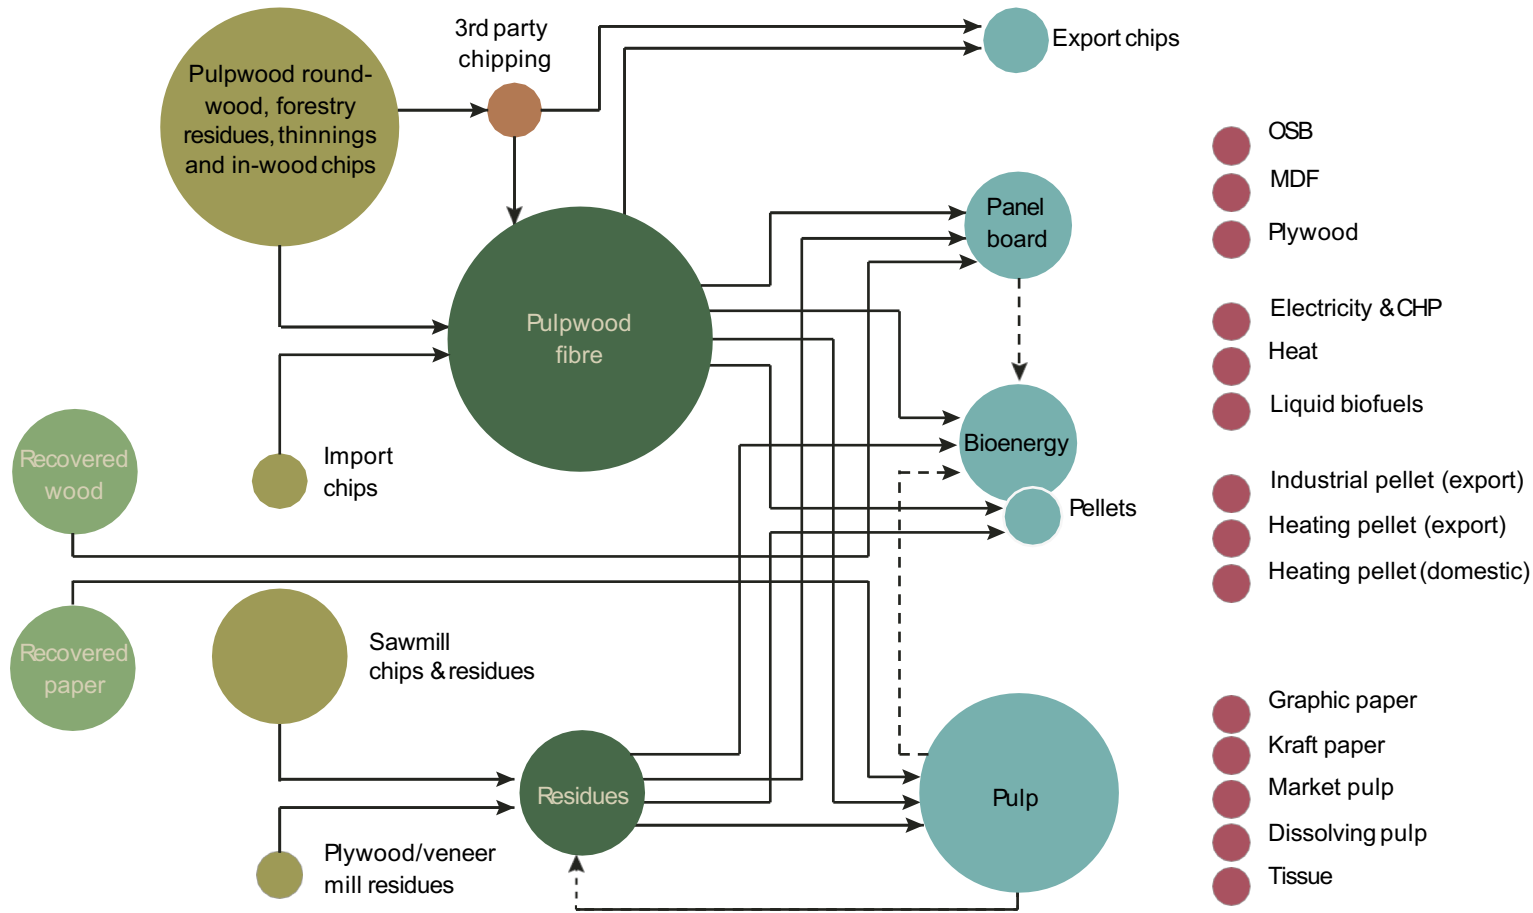 3rd party
chipping
Export chips
Pulpwood round-
wood, forestry
residues, thinnings
and in-wood chips
OSB
MDF
Plywood
Panel
board
Pulpwood
fibre
Electricity & CHP
Heat
Liquid biofuels
Bioenergy
Recovered
wood
Import
chips
Pellets
Industrial pellet (export)
Heating pellet (export)
Heating pellet (domestic)
Recovered
paper
Sawmill
chips & residues
Residues
Pulp
Plywood/veneer
mill residues
Graphic paper
Kraft paper
Market pulp
Dissolving pulp
Tissue